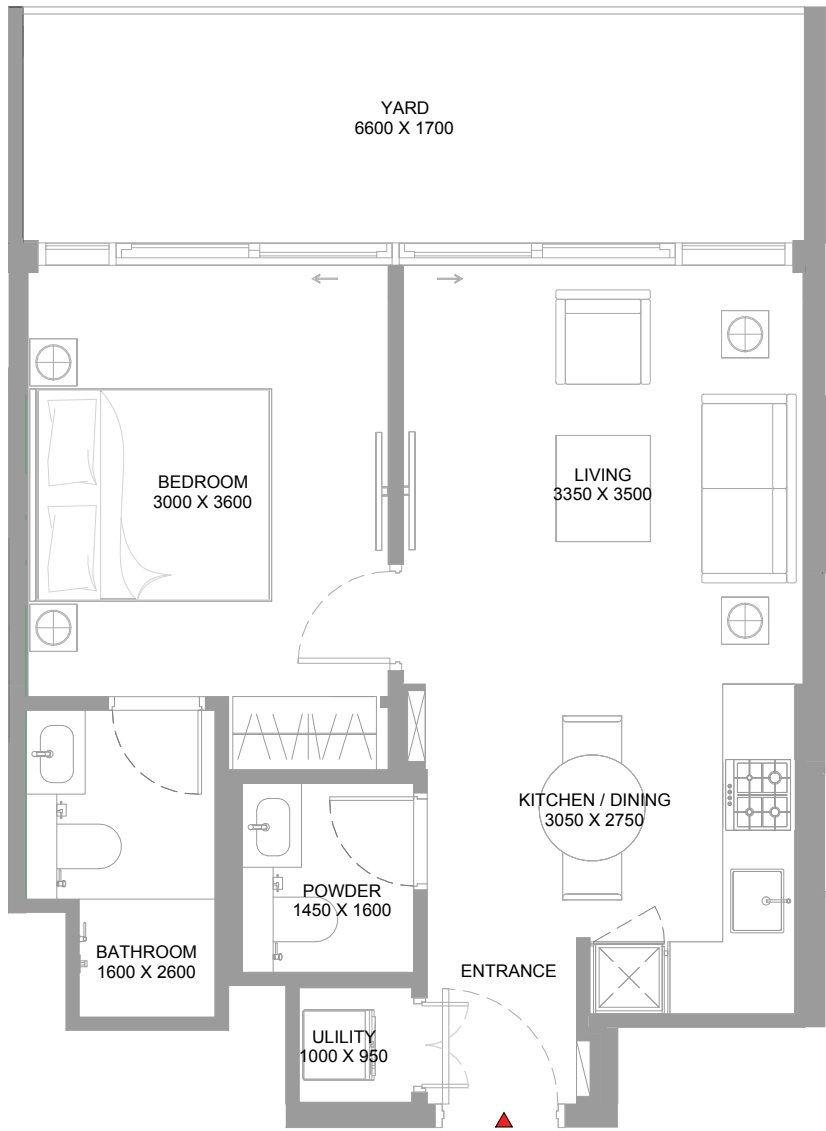 YARD
6600 X 1700
BEDROOM
3000 X 3600
LIVING
3350 X 3500
KITCHEN / DINING
3050 X 2750
POWDER
1450 X 1600
BATHROOM
1600 X 2600
ENTRANCE
ULILITY
1000 X 950